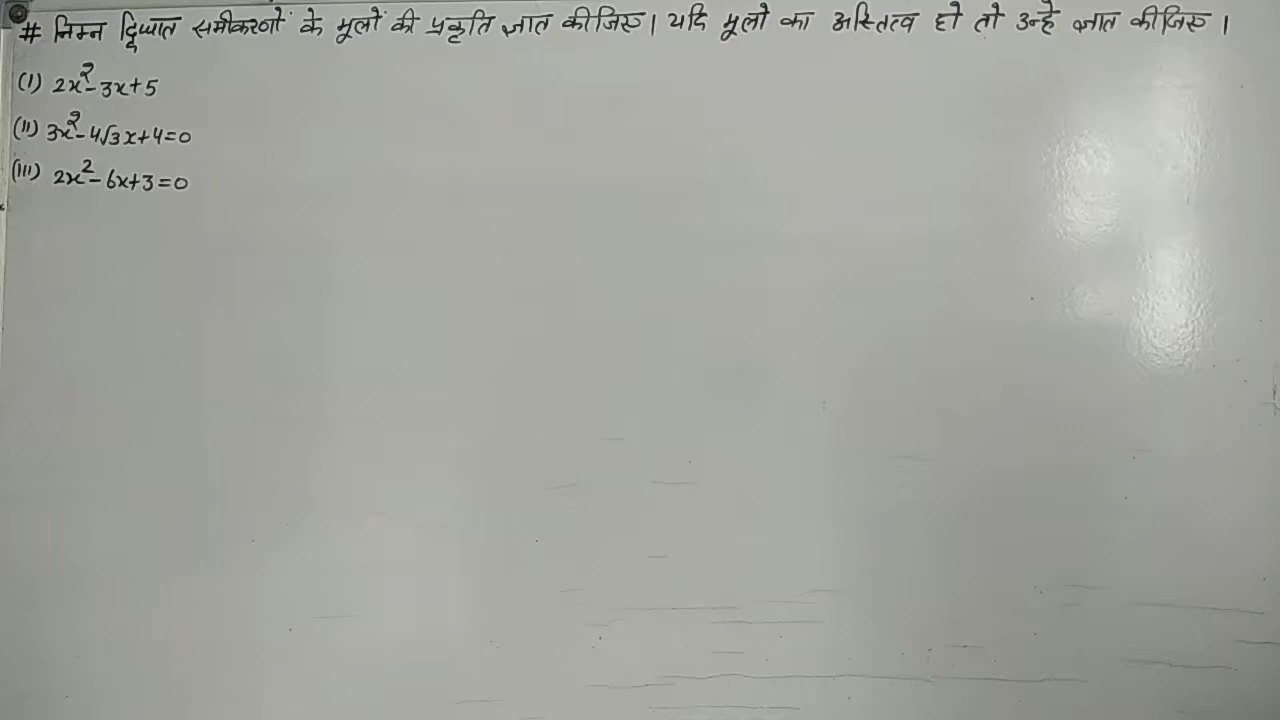 # निम्न द्विघात समीकरणों के मूलों की प्रकृति ज्ञात कीजिए। यदि मूलों का अस्तित्व हो तो उन्हे ज्ञात कीजिए।
(I) 2x²-3x+5
(II) 3x²-4√3x+4=0
(III) 2x²-6x+3=0